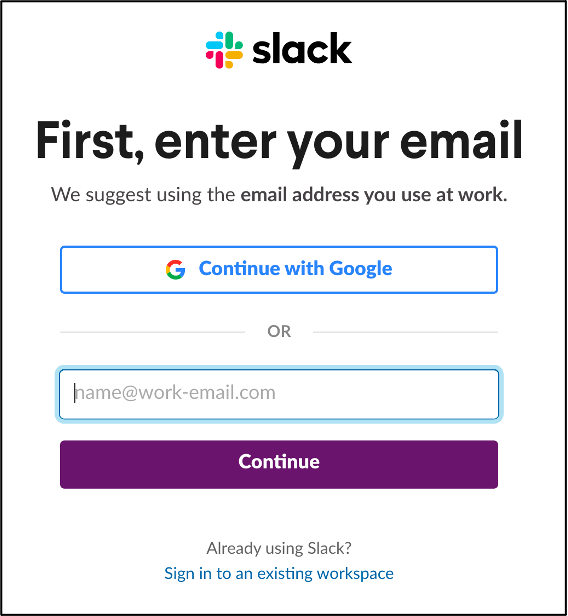 slack
First, enter your email
We suggest using the email address you use at work.
Continue with Google
OR
name@work-email.com
Continue
Already using Slack?
Sign in to an existing workspace